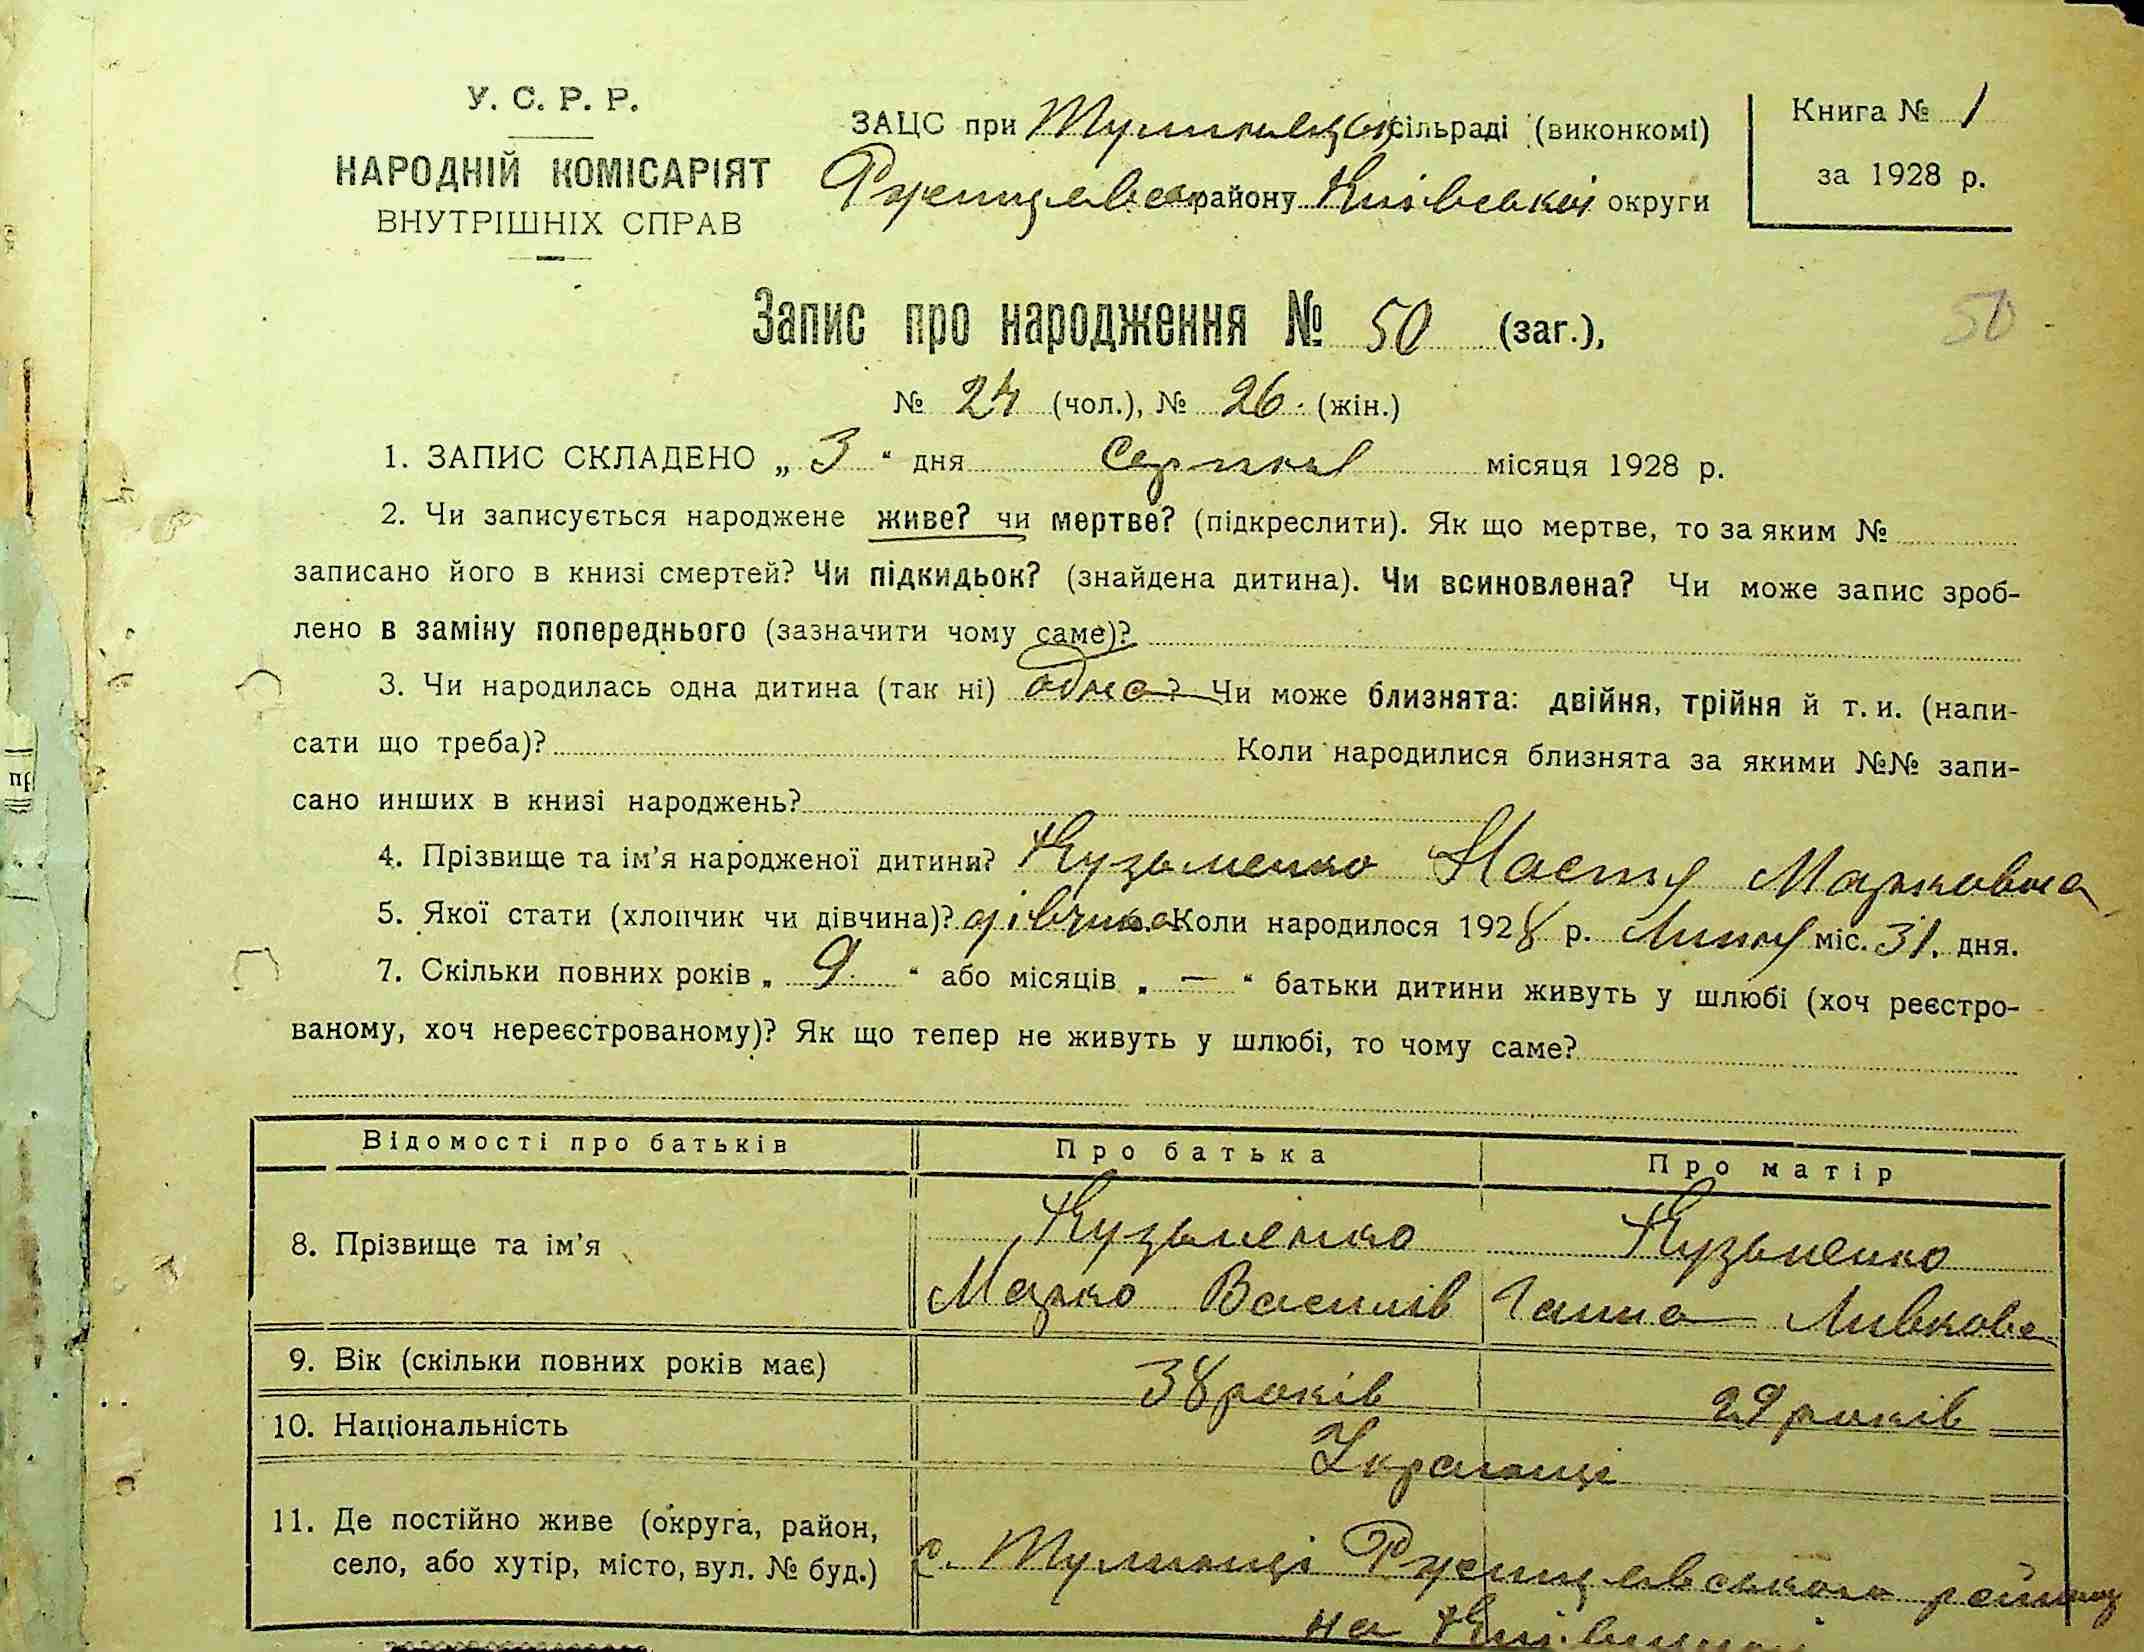 У. С. Р. Р.
НАРОДНІЙ КОМІСАРІЯТ
ВНУТРІШНІХ СПРАВ
ЗАЦС при сільраді (виконкомі)
району Київської округи
Книга № 1
за 1928 р.
Запис про народження № 50 (заг.),
50
№ 24 (чол.), № 26. (жін.)
1. ЗАПИС СКЛАДЕНО „ 3 “ дня Серпня місяця 1928 р.
2. Чи записується народжене живе? чи мертве? (підкреслити). Як що мертве, то за яким №
записано його в книзі смертей? Чи підкидьок? (знайдена дитина). Чи всиновлена? Чи може запис зроб-
лено в заміну попереднього (зазначити чому саме)?
3. Чи народилась одна дитина (так ні) одна? Чи може близнята: двійня, трійня й т. и. (напи-
сати що треба)? Коли народилися близнята за якими №№ запи-
сано инших в книзі народжень?
4. Прізвище та ім'я народженої дитини? Кузьменко Настя Марковна
5. Якої стати (хлопчик чи дівчина)? дівчина Коли народилося 1928 р. Липня міс. 31. дня.
7. Скільки повних років „ 9 “ або місяців „ — “ батьки дитини живуть у шлюбі (хоч реєстро-
ваному, хоч нереєстрованому)? Як що тепер не живуть у шлюбі, то чому саме?
Відомості про батьків Про батька Про матір
8. Прізвище та ім'я
Кузьменко
Марко Василів
Кузьменко
Ганна
9. Вік (скільки повних років має) 38 років 29 років
10. Національність Українці
11. Де постійно живе (округа, район,
село, або хутір, місто, вул. № буд.)
с. Тулинці Ржищевського району
на Київщині
пр